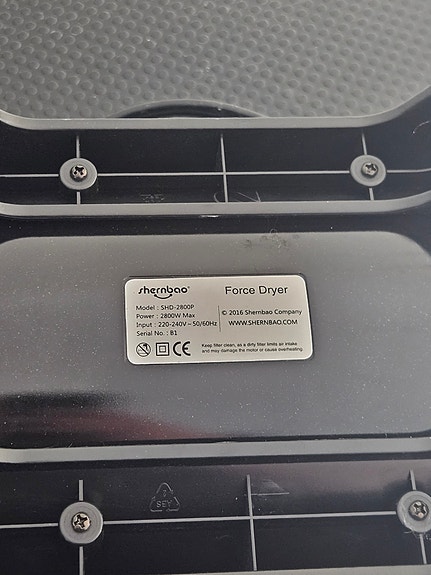 shernbao®
Force Dryer
Model : SHD-2800P
Power : 2800W Max
Input : 220-240V ~ 50/60Hz
Serial No. : B1
© 2016 Shernbao Company
WWW.SHERNBAO.COM
CE
Keep filter clean, as a dirty filter limits air intake
and may damage the motor or cause overheating.